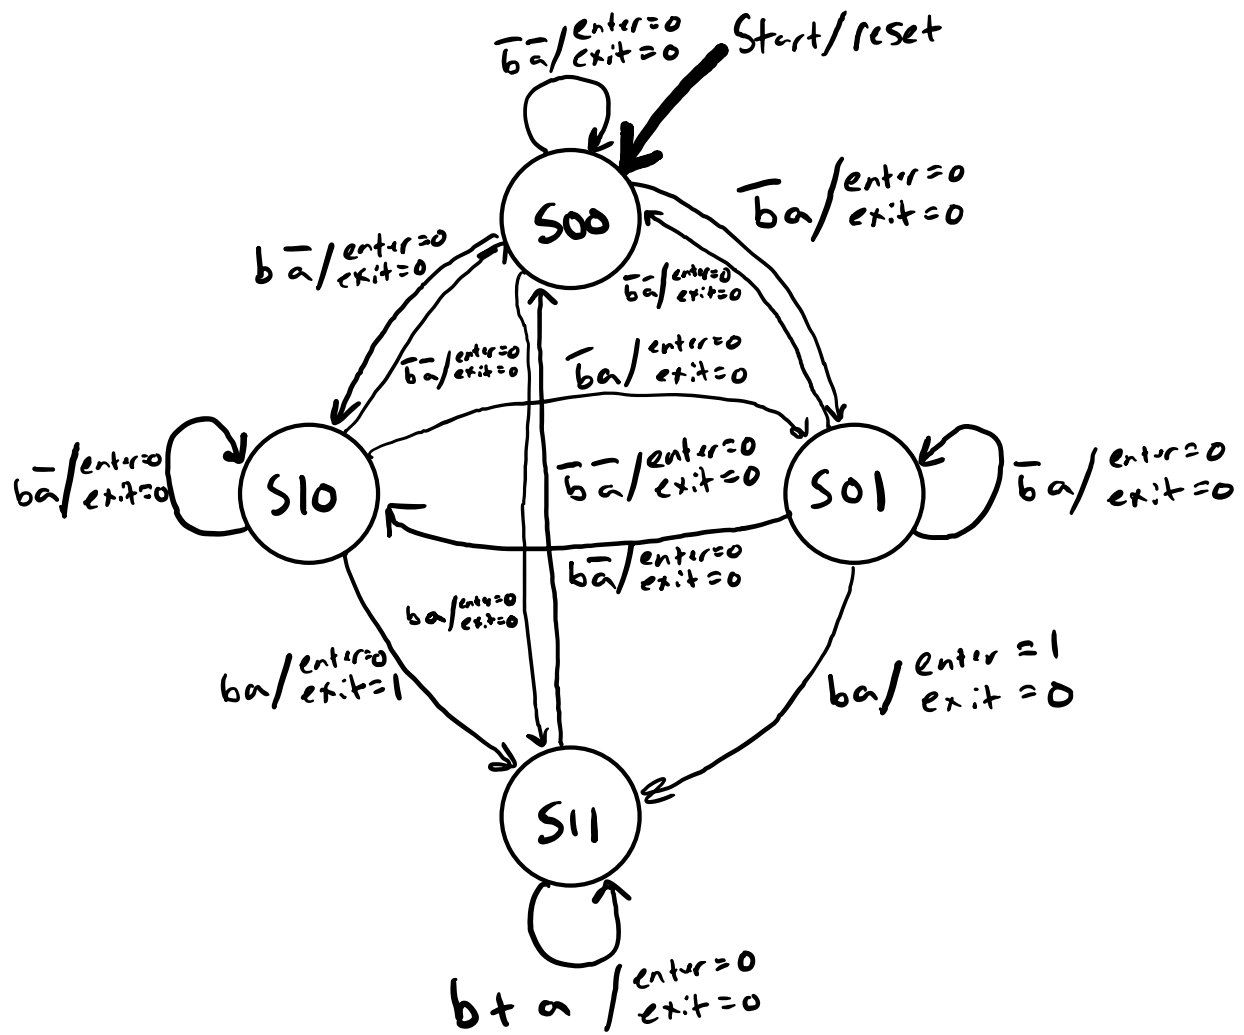 b̅ a̅ / enter=0
exit=0
Start/reset
b̅ a / enter=0
exit=0
S00
b a̅ / enter=0
exit=0
b̅ a̅ / enter=0
exit=0
b̅ a̅ / enter=0
exit=0
b̅ a / enter=0
exit=0
b a̅ / enter=0
exit=0
S10
b̅ a̅ / enter=0
exit=0
S01
b̅ a / enter=0
exit=0
b a̅ / enter=0
exit=0
b a / enter=0
exit=0
b a / enter=0
exit=1
b a / enter=1
exit=0
S11
b + a / enter=0
exit=0